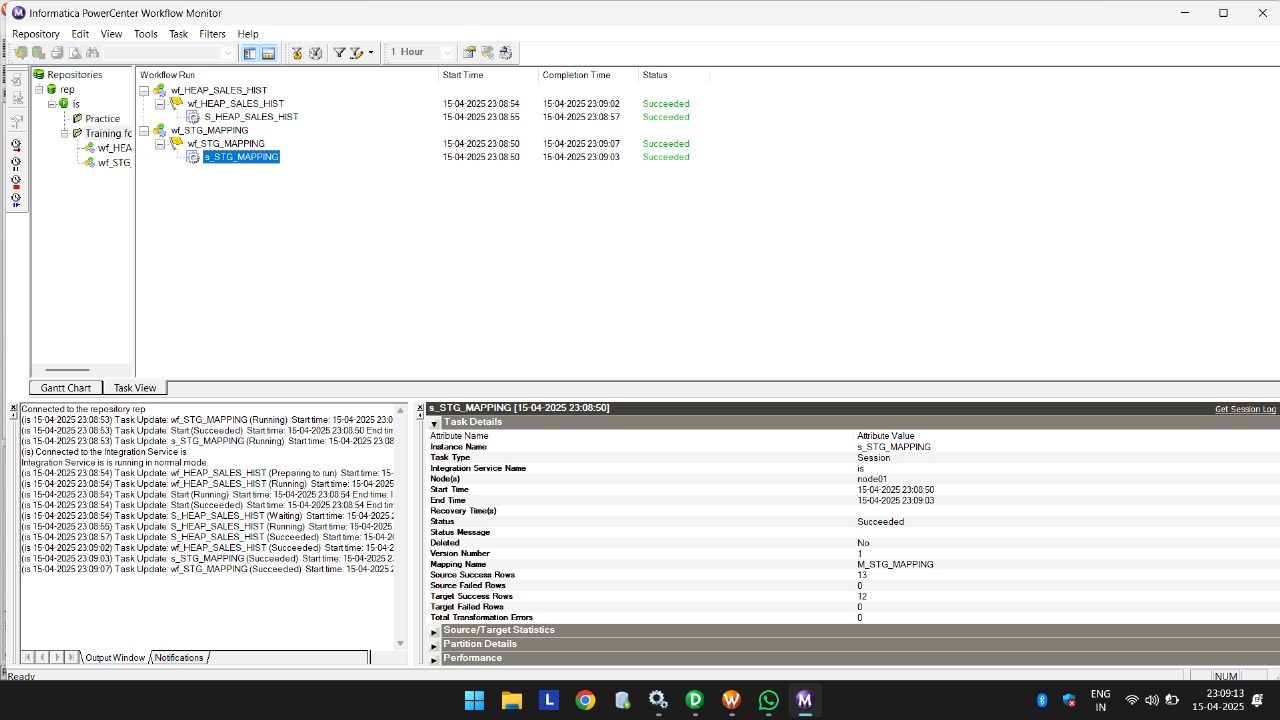 Informatica PowerCenter Workflow Monitor
Repository Edit View Tools Task Filters Help
1 Hour
Repositories
rep
is
Practice
Training fo
wf_HEA
wf_STG_
Workflow Run Start Time Completion Time Status
wf_HEAP_SALES_HIST
wf_HEAP_SALES_HIST 15-04-2025 23:08:54 15-04-2025 23:09:02 Succeeded
S_HEAP_SALES_HIST 15-04-2025 23:08:55 15-04-2025 23:08:57 Succeeded
wf_STG_MAPPING
wf_STG_MAPPING 15-04-2025 23:08:50 15-04-2025 23:09:07 Succeeded
s_STG_MAPPING 15-04-2025 23:08:50 15-04-2025 23:09:03 Succeeded
Gantt Chart Task View
Connected to the repository rep
(is 15-04-2025 23:08:53) Task Update: wf_STG_MAPPING (Running) Start time: 15-04-2025 23:0
(is 15-04-2025 23:08:53) Task Update: Start (Succeeded) Start time: 15-04-2025 23:08:50 End tim
(is 15-04-2025 23:08:53) Task Update: s_STG_MAPPING (Running) Start time: 15-04-2025 23:08
(is) Connected to the Integration Service is
Integration Service is is running in normal mode.
(is 15-04-2025 23:08:54) Task Update: wf_HEAP_SALES_HIST (Preparing to run) Start time: 15-
(is 15-04-2025 23:08:54) Task Update: wf_HEAP_SALES_HIST (Running) Start time: 15-04-2025 2
(is 15-04-2025 23:08:54) Task Update: Start (Running) Start time: 15-04-2025 23:08:54 End time:
(is 15-04-2025 23:08:54) Task Update: Start (Succeeded) Start time: 15-04-2025 23:08:54 End tim
(is 15-04-2025 23:08:54) Task Update: S_HEAP_SALES_HIST (Waiting) Start time: 15-04-2025 2
(is 15-04-2025 23:08:55) Task Update: S_HEAP_SALES_HIST (Running) Start time: 15-04-2025
(is 15-04-2025 23:08:57) Task Update: S_HEAP_SALES_HIST (Succeeded) Start time: 15-04-20
(is 15-04-2025 23:09:02) Task Update: wf_HEAP_SALES_HIST (Succeeded) Start time: 15-04-2
(is 15-04-2025 23:09:03) Task Update: s_STG_MAPPING (Succeeded) Start time: 15-04-2025 23
(is 15-04-2025 23:09:07) Task Update: wf_STG_MAPPING (Succeeded) Start time: 15-04-2025 2
Output Window Notifications
s_STG_MAPPING [15-04-2025 23:08:50] Get Session Log
Task Details
Attribute Name Attribute Value
Instance Name s_STG_MAPPING
Task Type Session
Integration Service Name is
Node(s) node01
Start Time 15-04-2025 23:08:50
End Time 15-04-2025 23:09:03
Recovery Time(s)
Status Succeeded
Status Message
Deleted No
Version Number 1
Mapping Name M_STG_MAPPING
Source Success Rows 13
Source Failed Rows 0
Target Success Rows 12
Target Failed Rows 0
Total Transformation Errors 0
Source/Target Statistics
Partition Details
Performance
Ready NUM
ENG
IN
23:09:13
15-04-2025